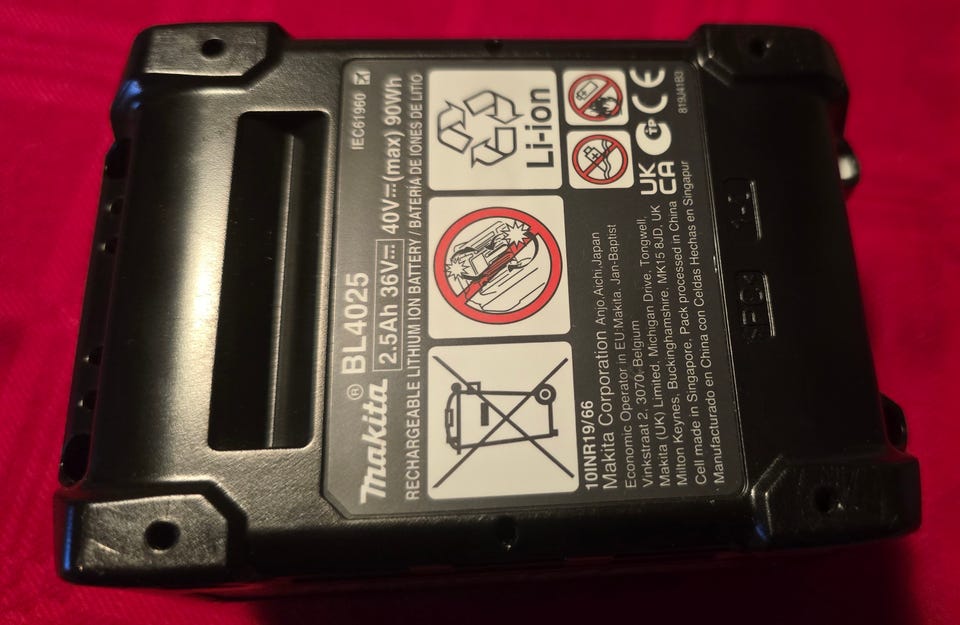 makita® BL4025
2.5Ah 36V⎓ 40V⎓(max) 90Wh
RECHARGEABLE LITHIUM ION BATTERY / BATERÍA DE IONES DE LITIO
IEC61960
Li-ion
10INR19/66
Makita Corporation Anjo, Aichi, Japan
Economic Operator in EU:Makita, Jan-Baptist
Vinkstraat 2, 3070, Belgium
Makita (UK) Limited, Michigan Drive, Tongwell,
Milton Keynes, Buckinghamshire, MK15 8JD, UK
Cell made in Singapore, Pack processed in China
Manufacturado en China con Celdas Hechas en Singapur
UK
CA
TP
CE
819J41B3